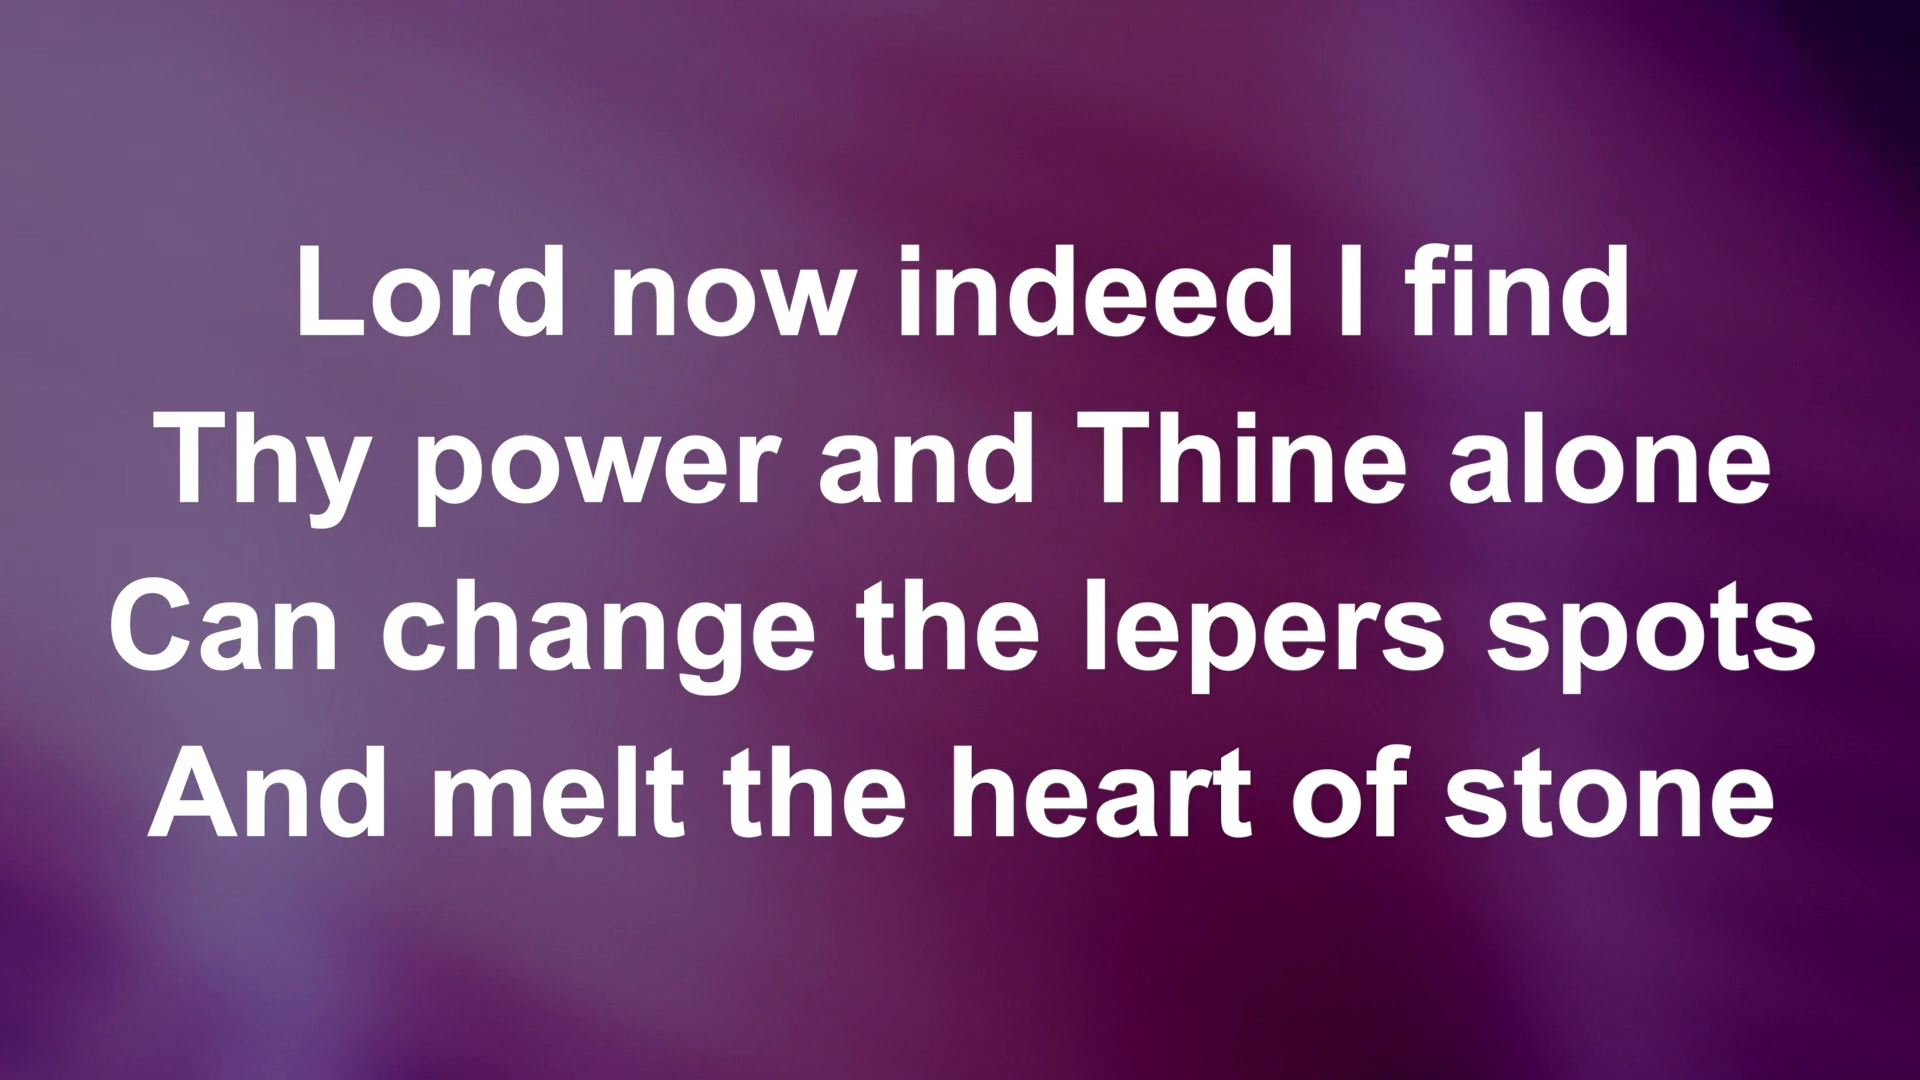 Lord now indeed I find
Thy power and Thine alone
Can change the lepers spots
And melt the heart of stone